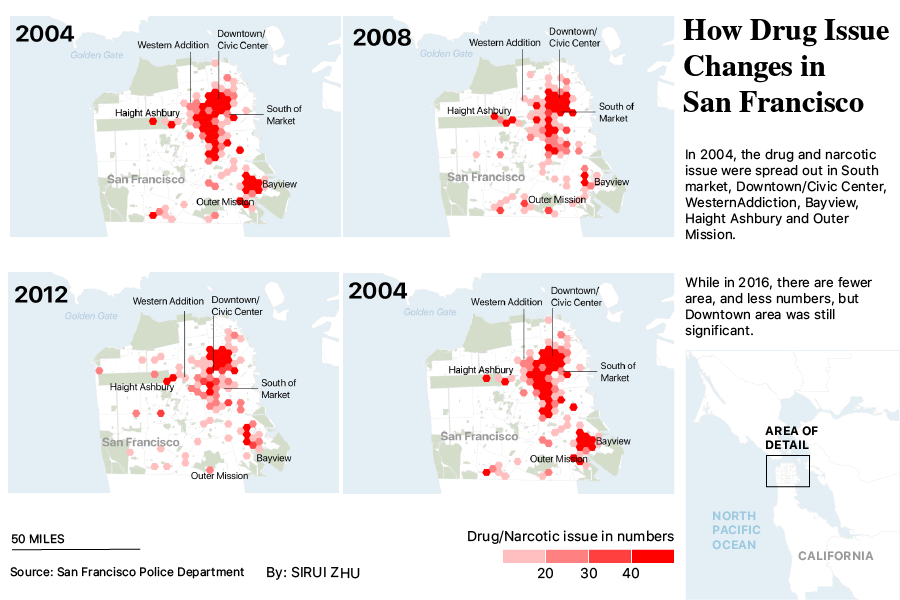 How Drug Issue
Changes in
San Francisco
In 2004, the drug and narcotic
issue were spread out in South
market, Downtown/Civic Center,
WesternAddiction, Bayview,
Haight Ashbury and Outer
Mission.
While in 2016, there are fewer
area, and less numbers, but
Downtown area was still
significant.
2004
Golden Gate
Western Addition
Downtown/
Civic Center
Haight Ashbury
South of
Market
San Francisco
Bayview
Outer Mission
2008
Golden Gate
Western Addition
Downtown/
Civic Center
Haight Ashbury
South of
Market
San Francisco
Bayview
Outer Mission
2012
Golden Gate
Western Addition
Downtown/
Civic Center
Haight Ashbury
South of
Market
San Francisco
Bayview
Outer Mission
2004
Golden Gate
Western Addition
Downtown/
Civic Center
Haight Ashbury
South of
Market
San Francisco
Bayview
Outer Mission
AREA OF
DETAIL
NORTH
PACIFIC
OCEAN
CALIFORNIA
50 MILES
Source: San Francisco Police Department
By: SIRUI ZHU
Drug/Narcotic issue in numbers
20 30 40